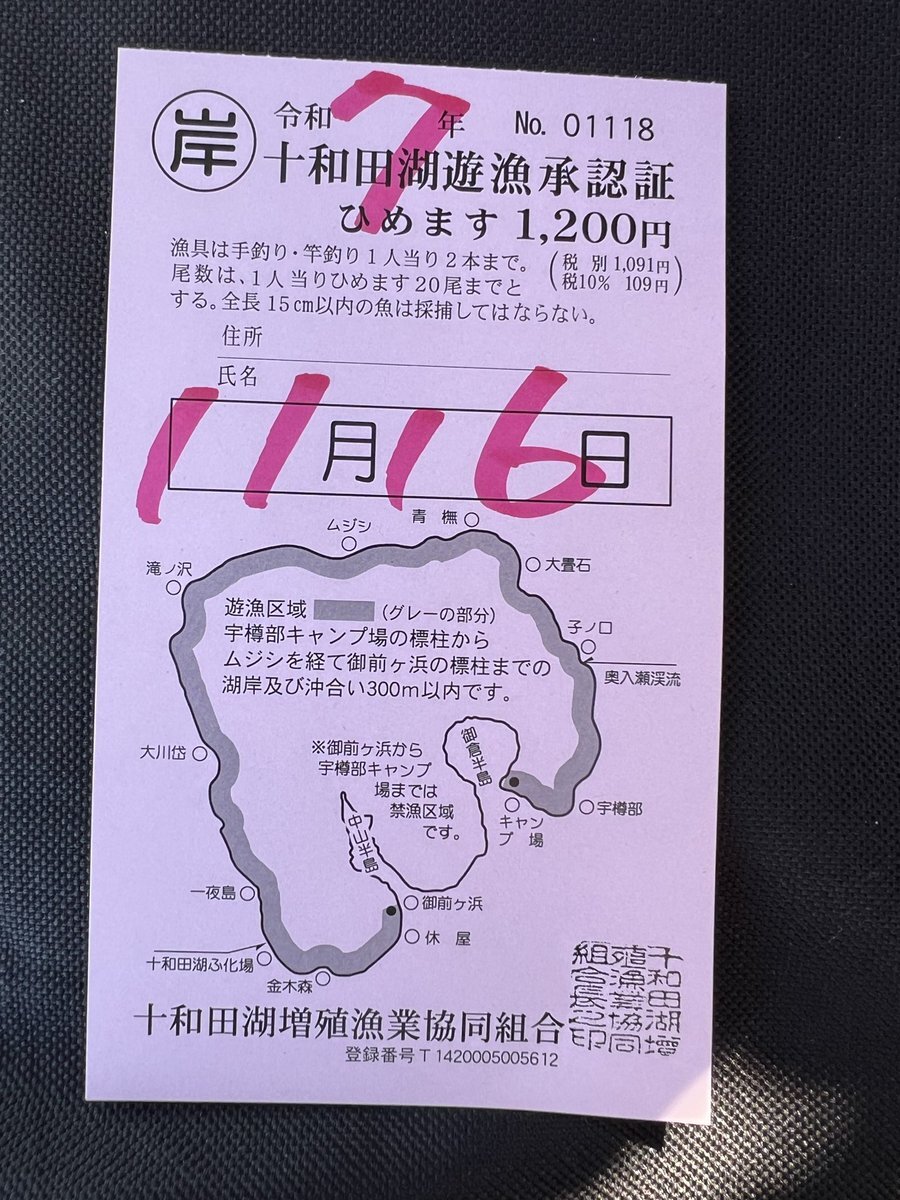 岸
令和7年 No. 01118
十和田湖遊漁承認証
ひめます 1,200円
漁具は手釣り・竿釣り1人当り2本まで。
尾数は、1人当りひめます20尾までと
する。全長15cm以内の魚は採捕してはならない。
(税 別 1,091円
税10% 109円)
住所
氏名
11月16日
青橅
ムジシ
大畳石
滝ノ沢
遊漁区域 (グレーの部分)
宇樽部キャンプ場の標柱から
ムジシを経て御前ヶ浜の標柱までの
湖岸及び沖合い300m以内です。
子ノ口
奥入瀬渓流
大川岱
※御前ヶ浜から
宇樽部キャンプ
場までは
禁漁区域
です。
御倉半島
中山半島
宇樽部
キャン
プ場
一夜島
御前ヶ浜
休屋
十和田湖ふ化場
金木森
十和田湖増殖漁業協同組合
登録番号T1420005005612
十和田湖増
殖漁業協同
組合長之印